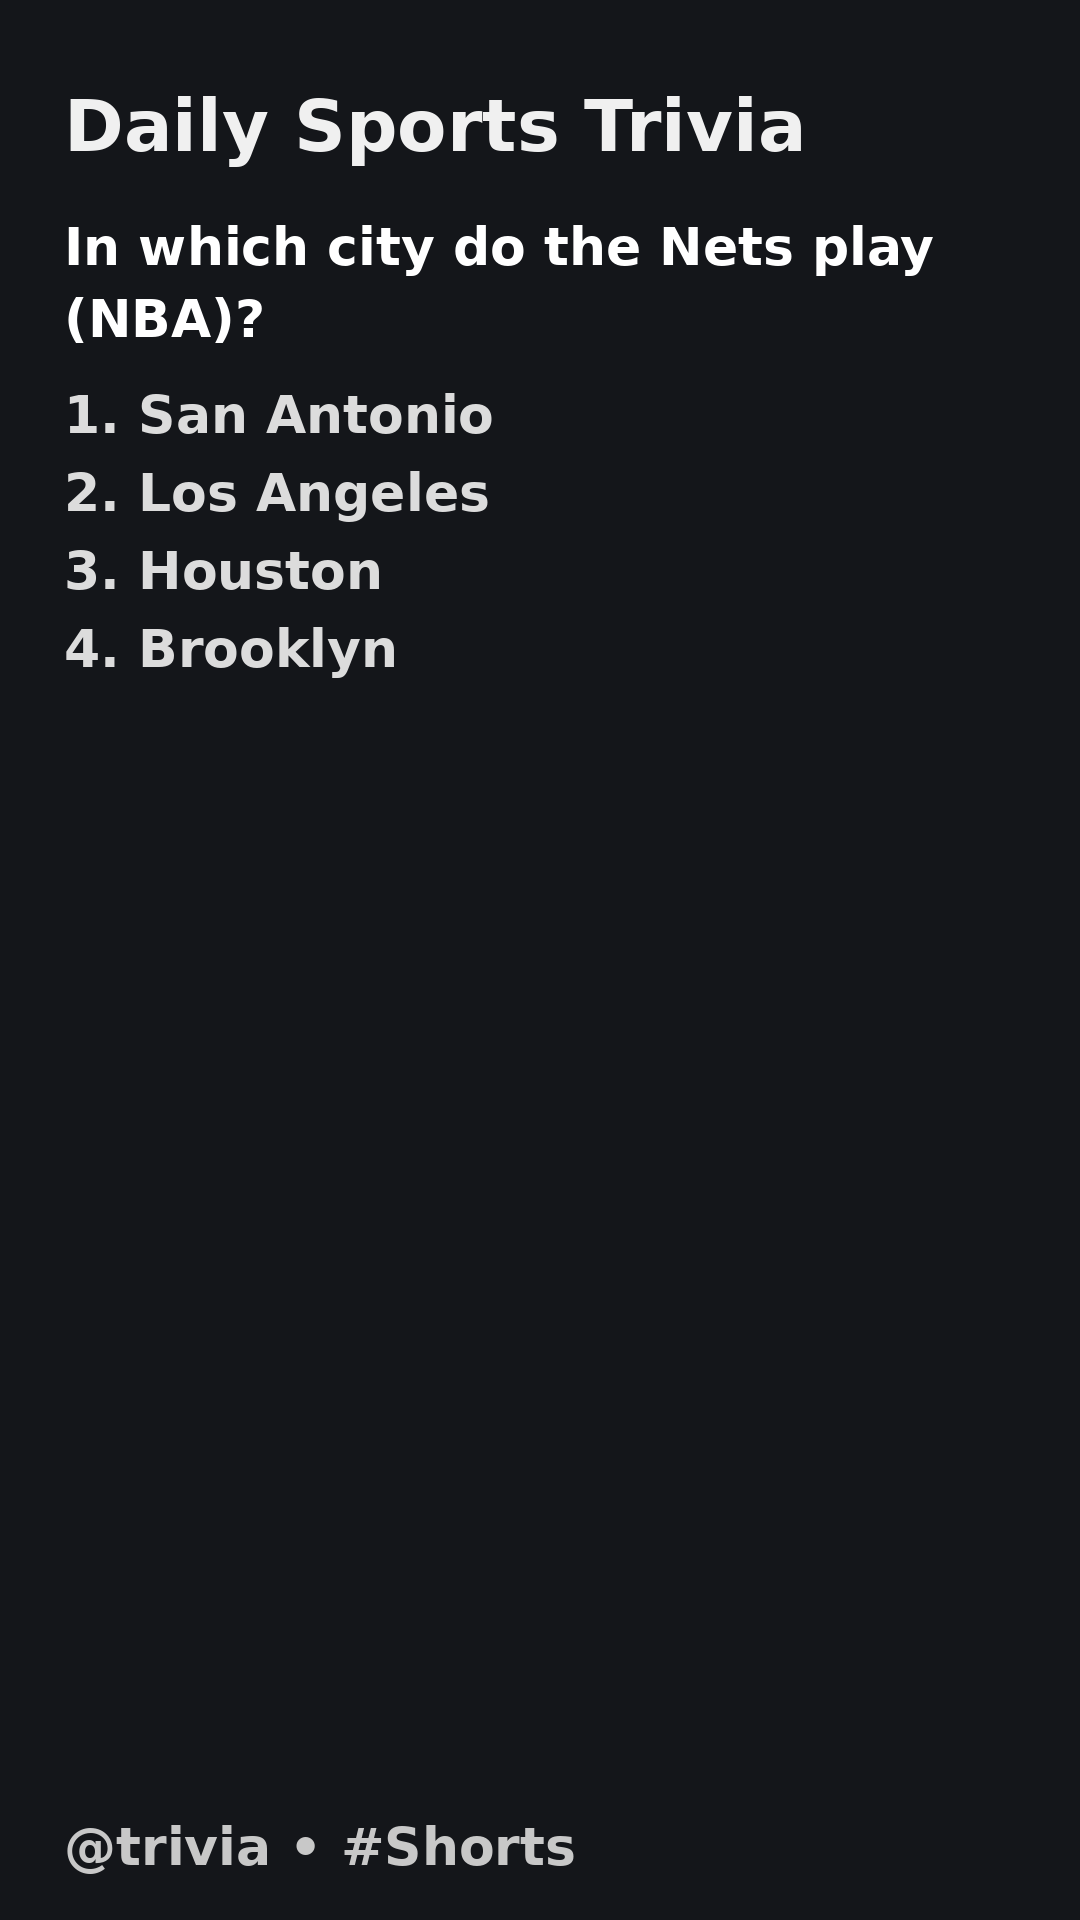 Daily Sports Trivia
In which city do the Nets play
(NBA)?
1. San Antonio
2. Los Angeles
3. Houston
4. Brooklyn
@trivia • #Shorts